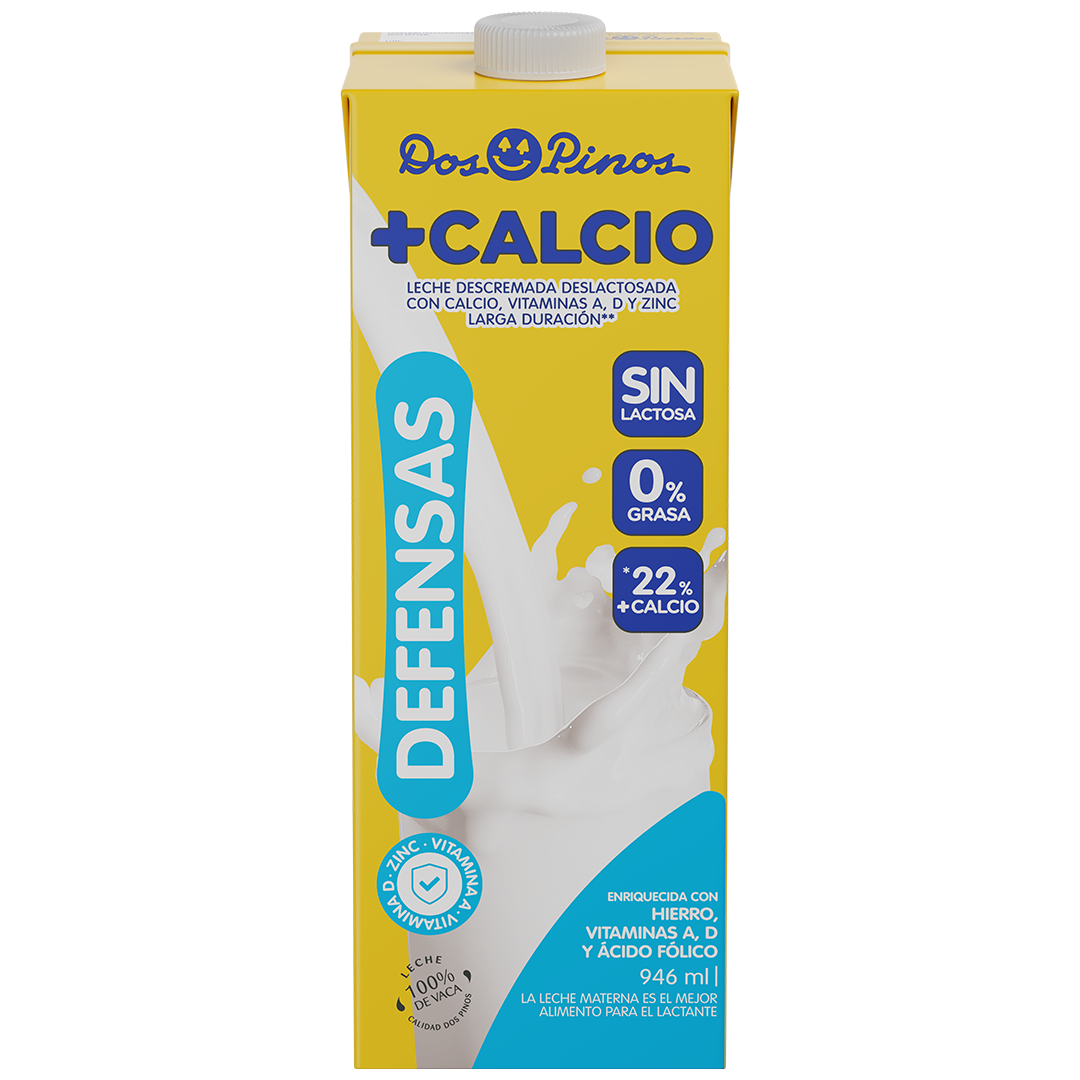 Dos Pinos
+CALCIO
LECHE DESCREMADA DESLACTOSADA
CON CALCIO, VITAMINAS A, D Y ZINC
LARGA DURACIÓN**
DEFENSAS
SIN
LACTOSA
0%
GRASA
*22%
+CALCIO
ZINC · VITAMINA A · VITAMINA D ·
LECHE
100%
DE VACA
CALIDAD DOS PINOS
ENRIQUECIDA CON
HIERRO,
VITAMINAS A, D
Y ÁCIDO FÓLICO
946 ml
LA LECHE MATERNA ES EL MEJOR
ALIMENTO PARA EL LACTANTE